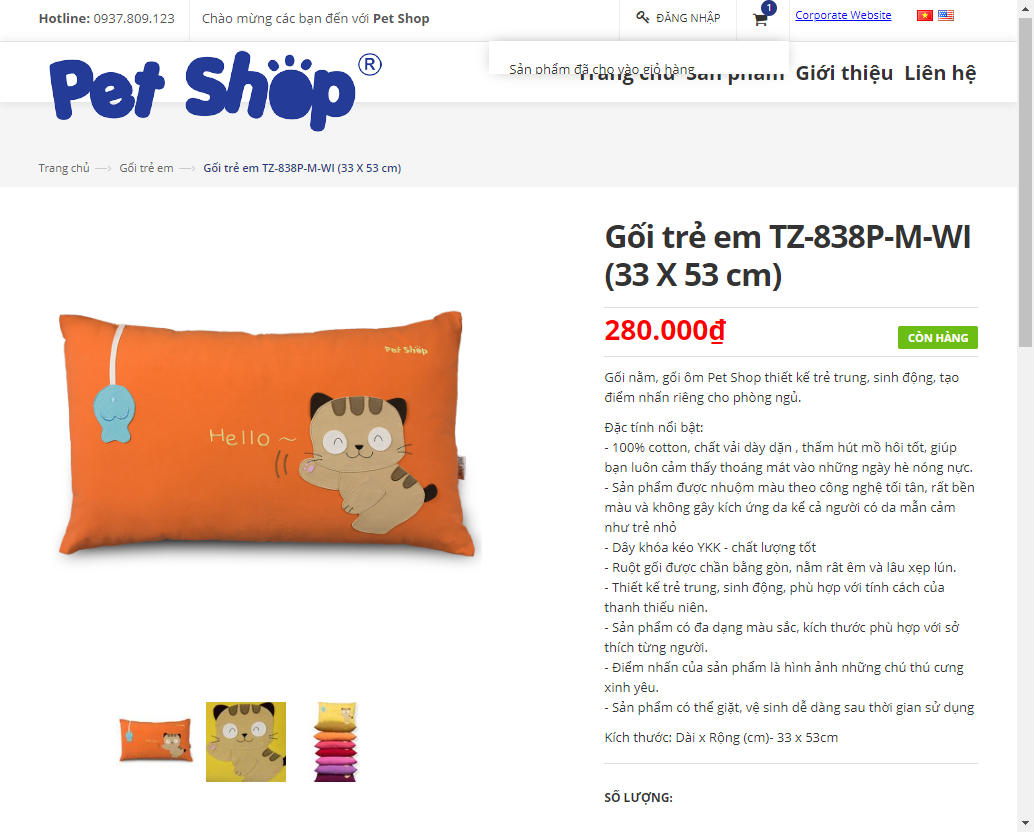 Hotline: 0937.809.123
Chào mừng các bạn đến với Pet Shop
ĐĂNG NHẬP
1
Corporate Website
Pet Shop ®
Sản phẩm đã cho vào giỏ hàng
Trang chủ Sản phẩm Giới thiệu Liên hệ
Trang chủ —> Gối trẻ em —> Gối trẻ em TZ-838P-M-WI (33 X 53 cm)
Pet Shop
Hello ~
Gối trẻ em TZ-838P-M-WI
(33 X 53 cm)
280.000₫
CÒN HÀNG
Gối nằm, gối ôm Pet Shop thiết kế trẻ trung, sinh động, tạo
điểm nhấn riêng cho phòng ngủ.
Đặc tính nổi bật:
- 100% cotton, chất vải dày dặn , thấm hút mồ hôi tốt, giúp
bạn luôn cảm thấy thoáng mát vào những ngày hè nóng nực.
- Sản phẩm được nhuộm màu theo công nghệ tối tân, rất bền
màu và không gây kích ứng da kể cả người có da mẫn cảm
như trẻ nhỏ
- Dây khóa kéo YKK - chất lượng tốt
- Ruột gối được chần bằng gòn, nằm rât êm và lâu xẹp lún.
- Thiết kế trẻ trung, sinh động, phù hợp với tính cách của
thanh thiếu niên.
- Sản phẩm có đa dạng màu sắc, kích thước phù hợp với sở
thích từng người.
- Điểm nhấn của sản phẩm là hình ảnh những chú thú cưng
xinh yêu.
- Sản phẩm có thể giặt, vệ sinh dễ dàng sau thời gian sử dụng
Kích thước: Dài x Rộng (cm)- 33 x 53cm
SỐ LƯỢNG: